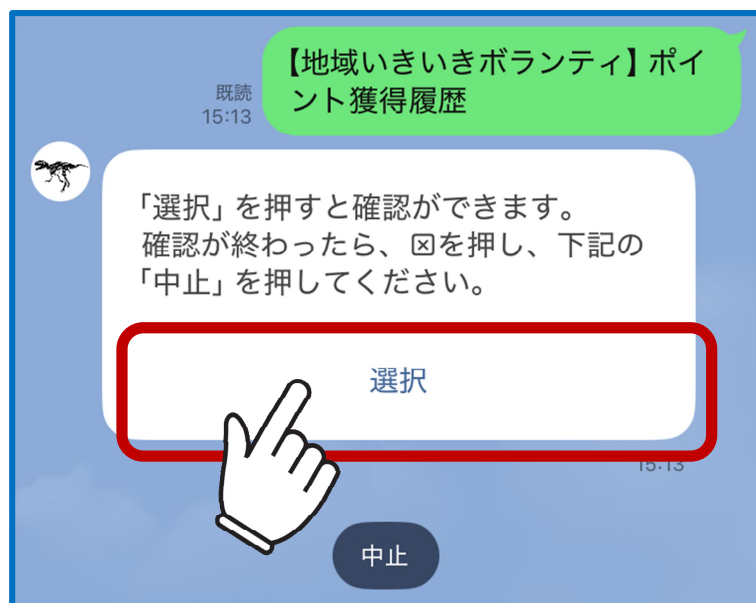 【地域いきいきボランティ】ポイ
ント獲得履歴
既読
15:13
「選択」を押すと確認ができます。
確認が終わったら、☒を押し、下記の
「中止」を押してください。
選択
15:13
中止